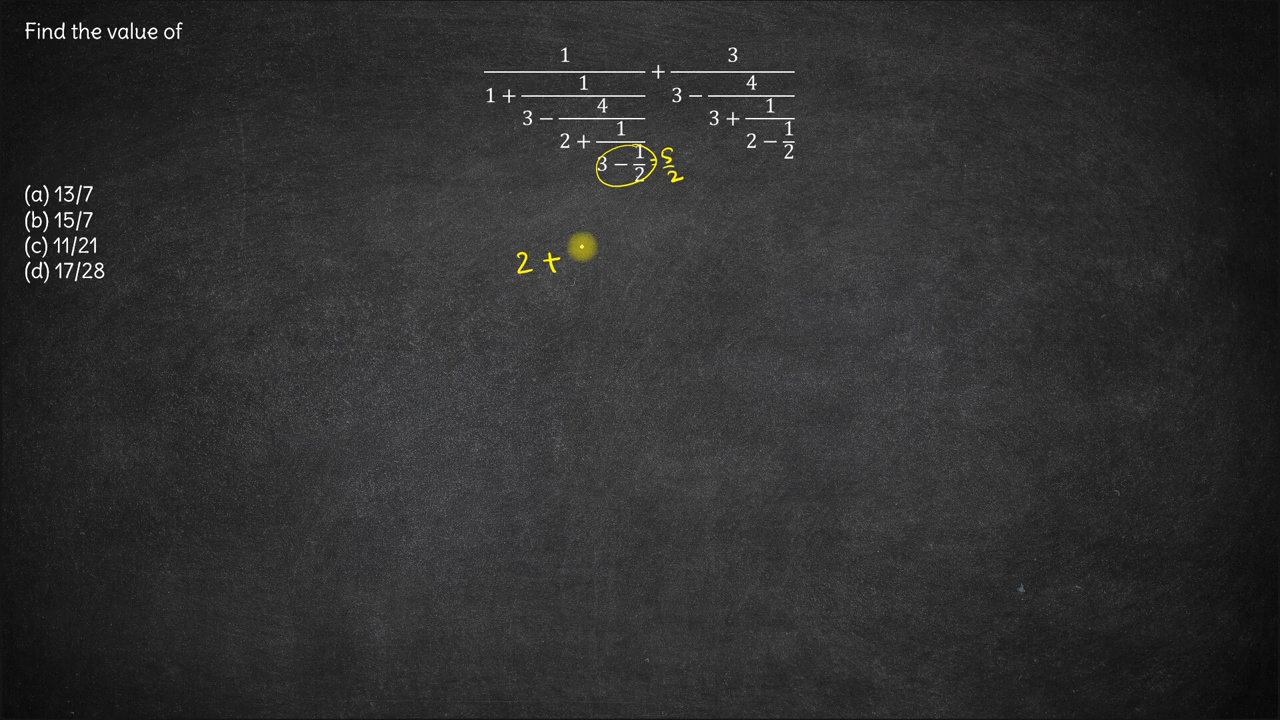 Find the value of
1 3
+
1 4
1 + 3 −
4 1
3 − 3 +
1 1
2 + 2 −
1 2
3 − = 5/2
2
(a) 13/7
(b) 15/7
(c) 11/21
2 +
(d) 17/28